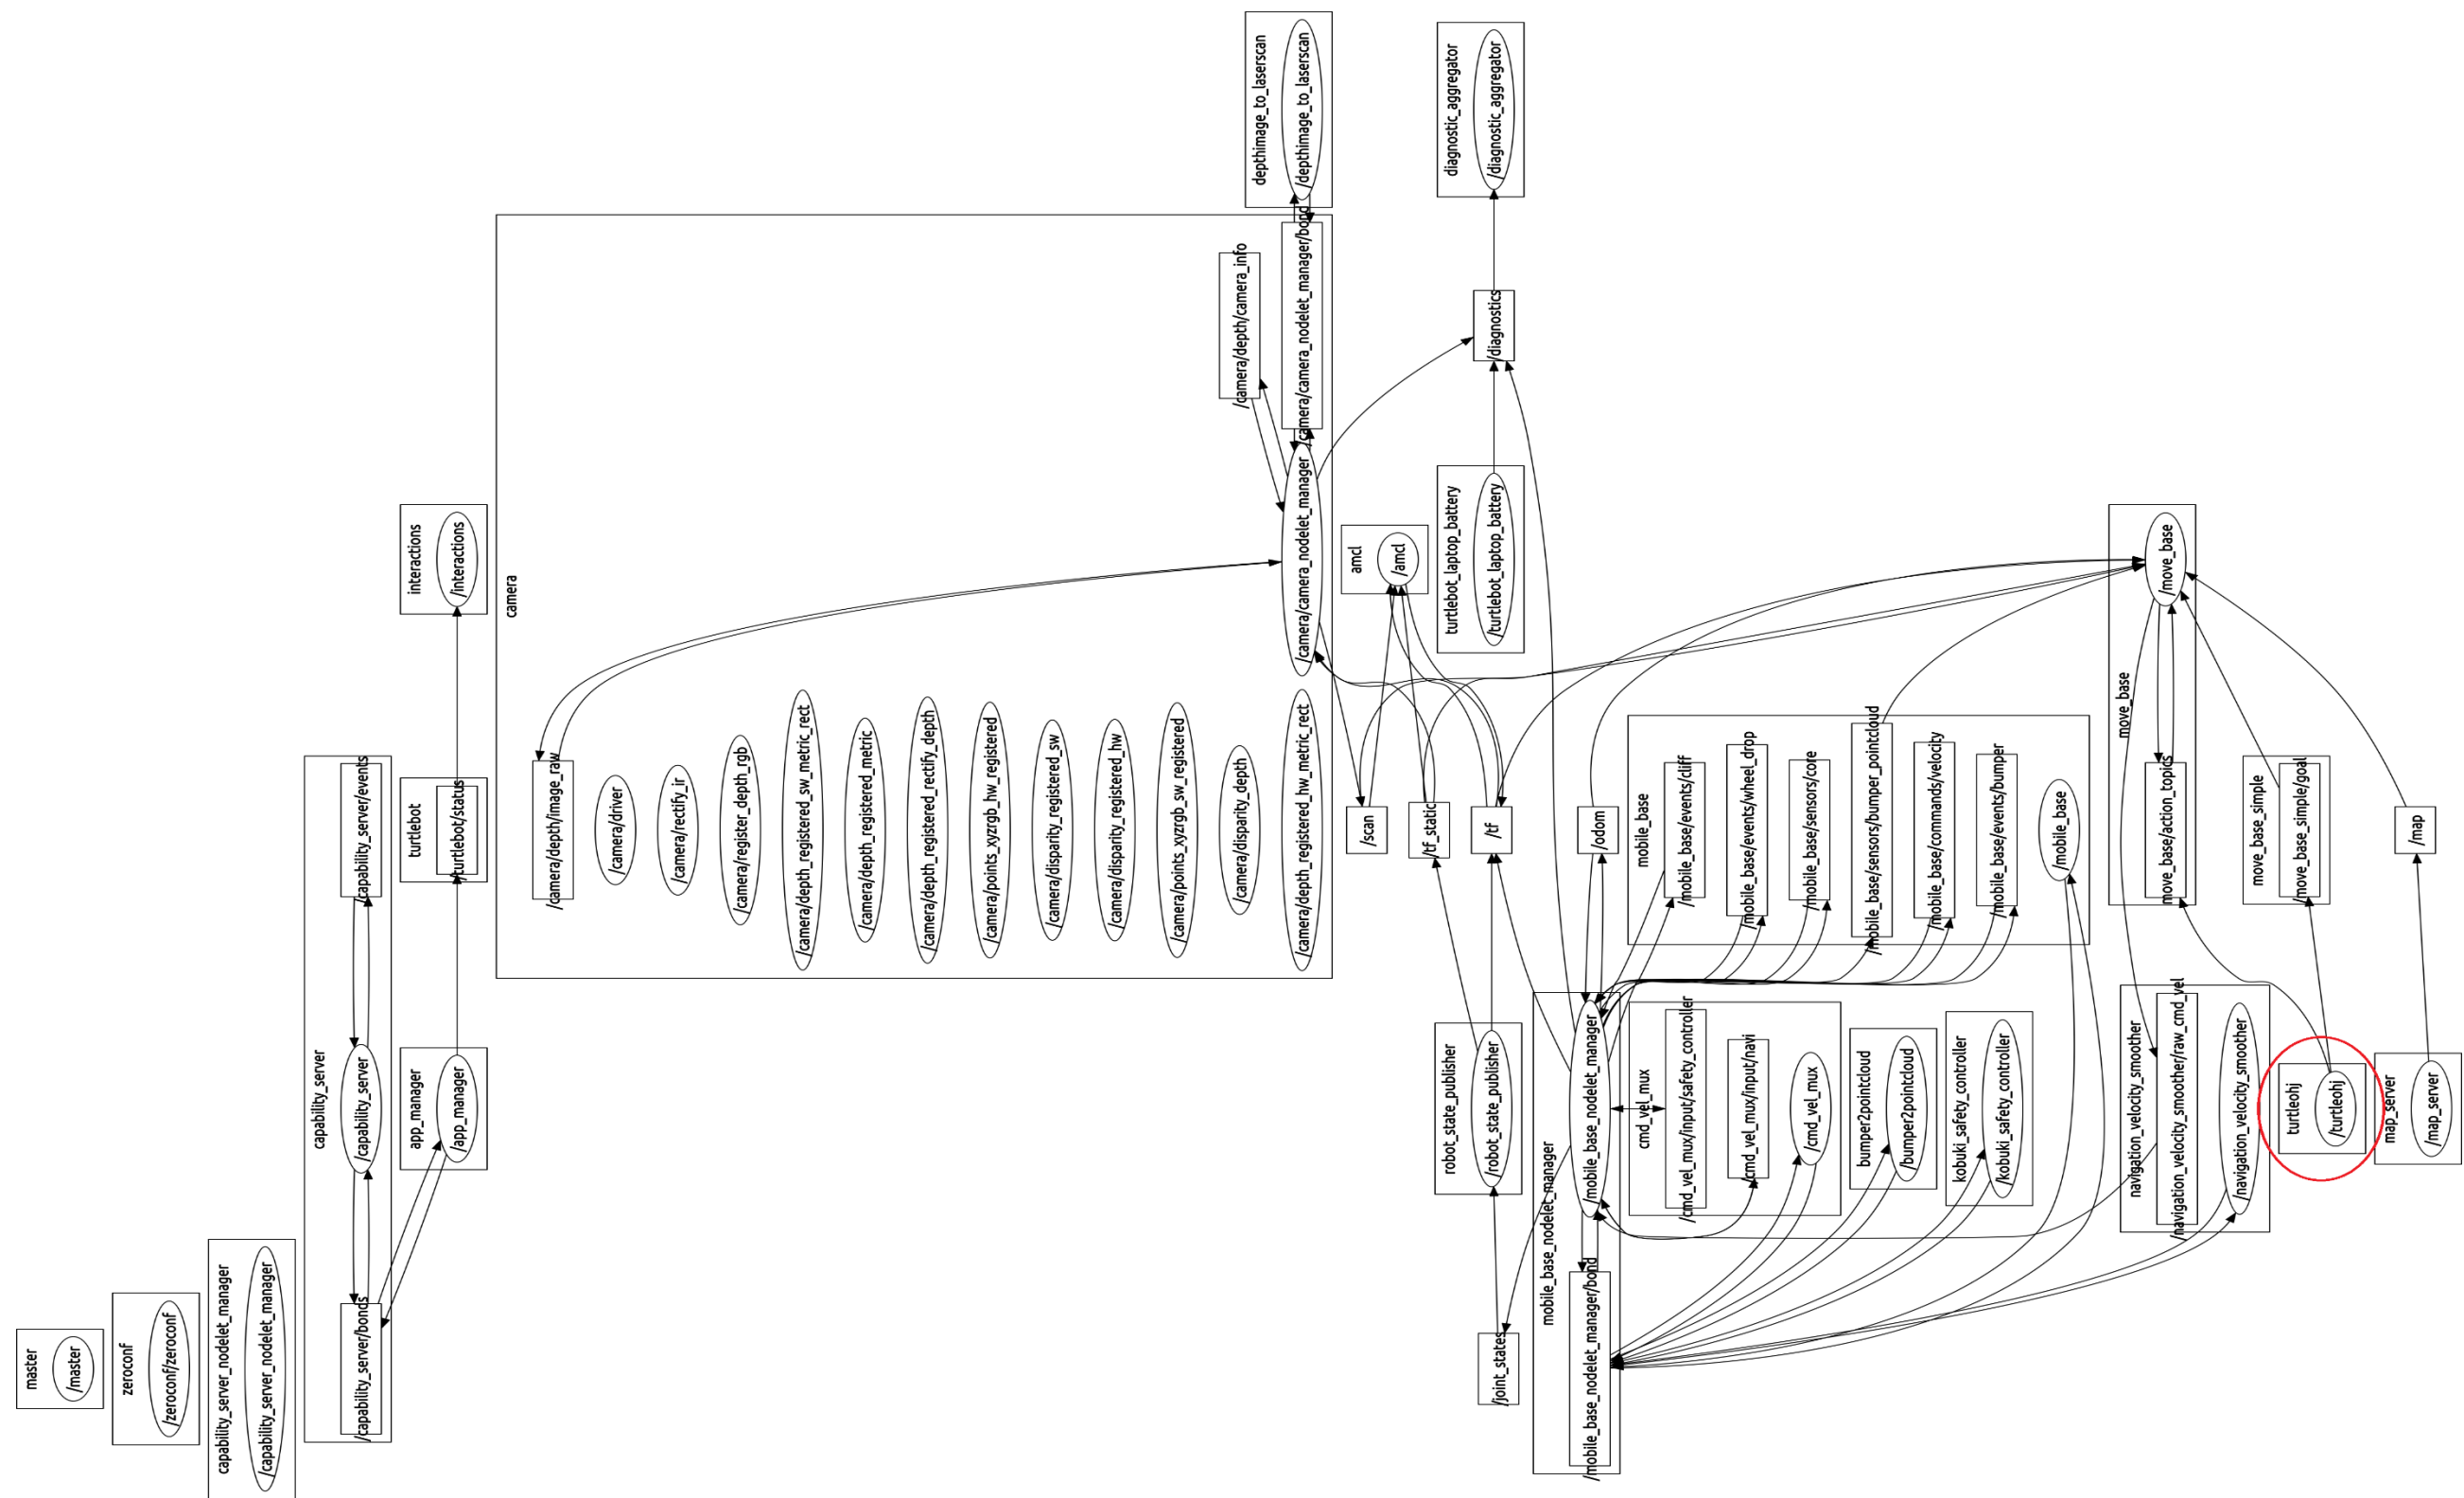 master
/master
zeroconf
/zeroconf/zeroconf
capability_server_nodelet_manager
/capability_server_nodelet_manager
capability_server
/capability_server/events
/capability_server
/capability_server/bonds
interactions
/interactions
turtlebot
/turtlebot/status
app_manager
/app_manager
camera
/camera/depth/image_raw
/camera/driver
/camera/rectify_ir
/camera/register_depth_rgb
/camera/depth_registered_sw_metric_rect
/camera/depth_registered_metric
/camera/depth_registered_rectify_depth
/camera/points_xyzrgb_hw_registered
/camera/disparity_registered_sw
/camera/disparity_registered_hw
/camera/points_xyzrgb_sw_registered
/camera/disparity_depth
/camera/depth_registered_hw_metric_rect
/camera/depth/camera_info
/camera/camera_nodelet_manager/bond
/camera/camera_nodelet_manager
depthimage_to_laserscan
/depthimage_to_laserscan
amcl
/amcl
/scan
/tf_static
/tf
diagnostic_aggregator
/diagnostic_aggregator
/diagnostics
turtlebot_laptop_battery
/turtlebot_laptop_battery
robot_state_publisher
/robot_state_publisher
/joint_states
/odom
mobile_base_nodelet_manager
/mobile_base_nodelet_manager
/mobile_base_nodelet_manager/bond
mobile_base
/mobile_base/events/cliff
/mobile_base/events/wheel_drop
/mobile_base/sensors/core
/mobile_base/sensors/bumper_pointcloud
/mobile_base/commands/velocity
/mobile_base/events/bumper
/mobile_base
cmd_vel_mux
/cmd_vel_mux/input/safety_controller
/cmd_vel_mux/input/navi
/cmd_vel_mux
bumper2pointcloud
/bumper2pointcloud
kobuki_safety_controller
/kobuki_safety_controller
move_base
/move_base
/move_base/action_topics
navigation_velocity_smoother
/navigation_velocity_smoother/raw_cmd_vel
/navigation_velocity_smoother
move_base_simple
/move_base_simple/goal
turtleohj
/turtleohj
/map
map_server
/map_server